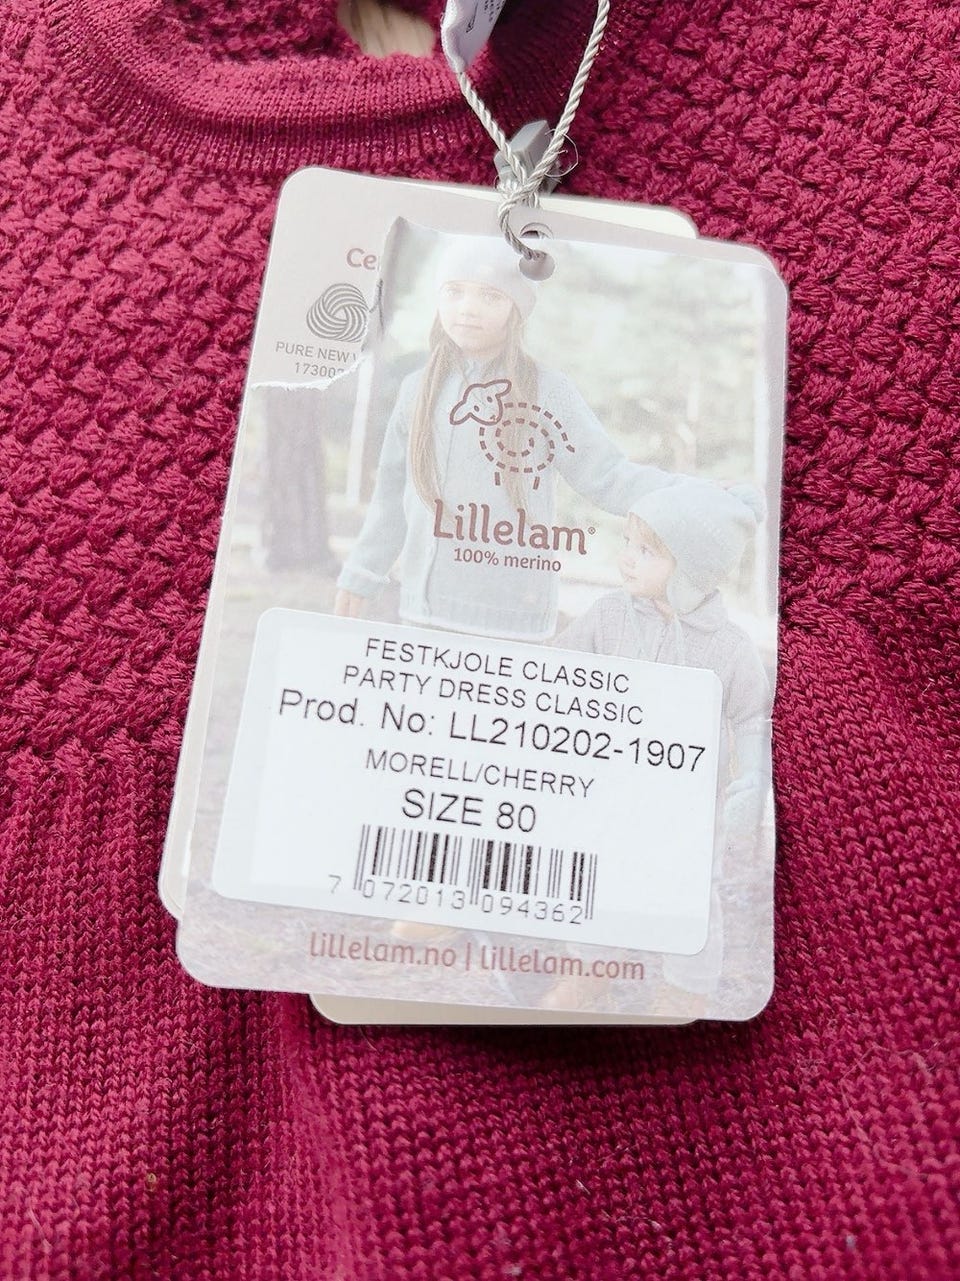 PURE NEW
Lillelam®
100% merino
FESTKJOLE CLASSIC
PARTY DRESS CLASSIC
Prod. No: LL210202-1907
MORELL/CHERRY
SIZE 80
7 072013 094362
lillelam.no | lillelam.com